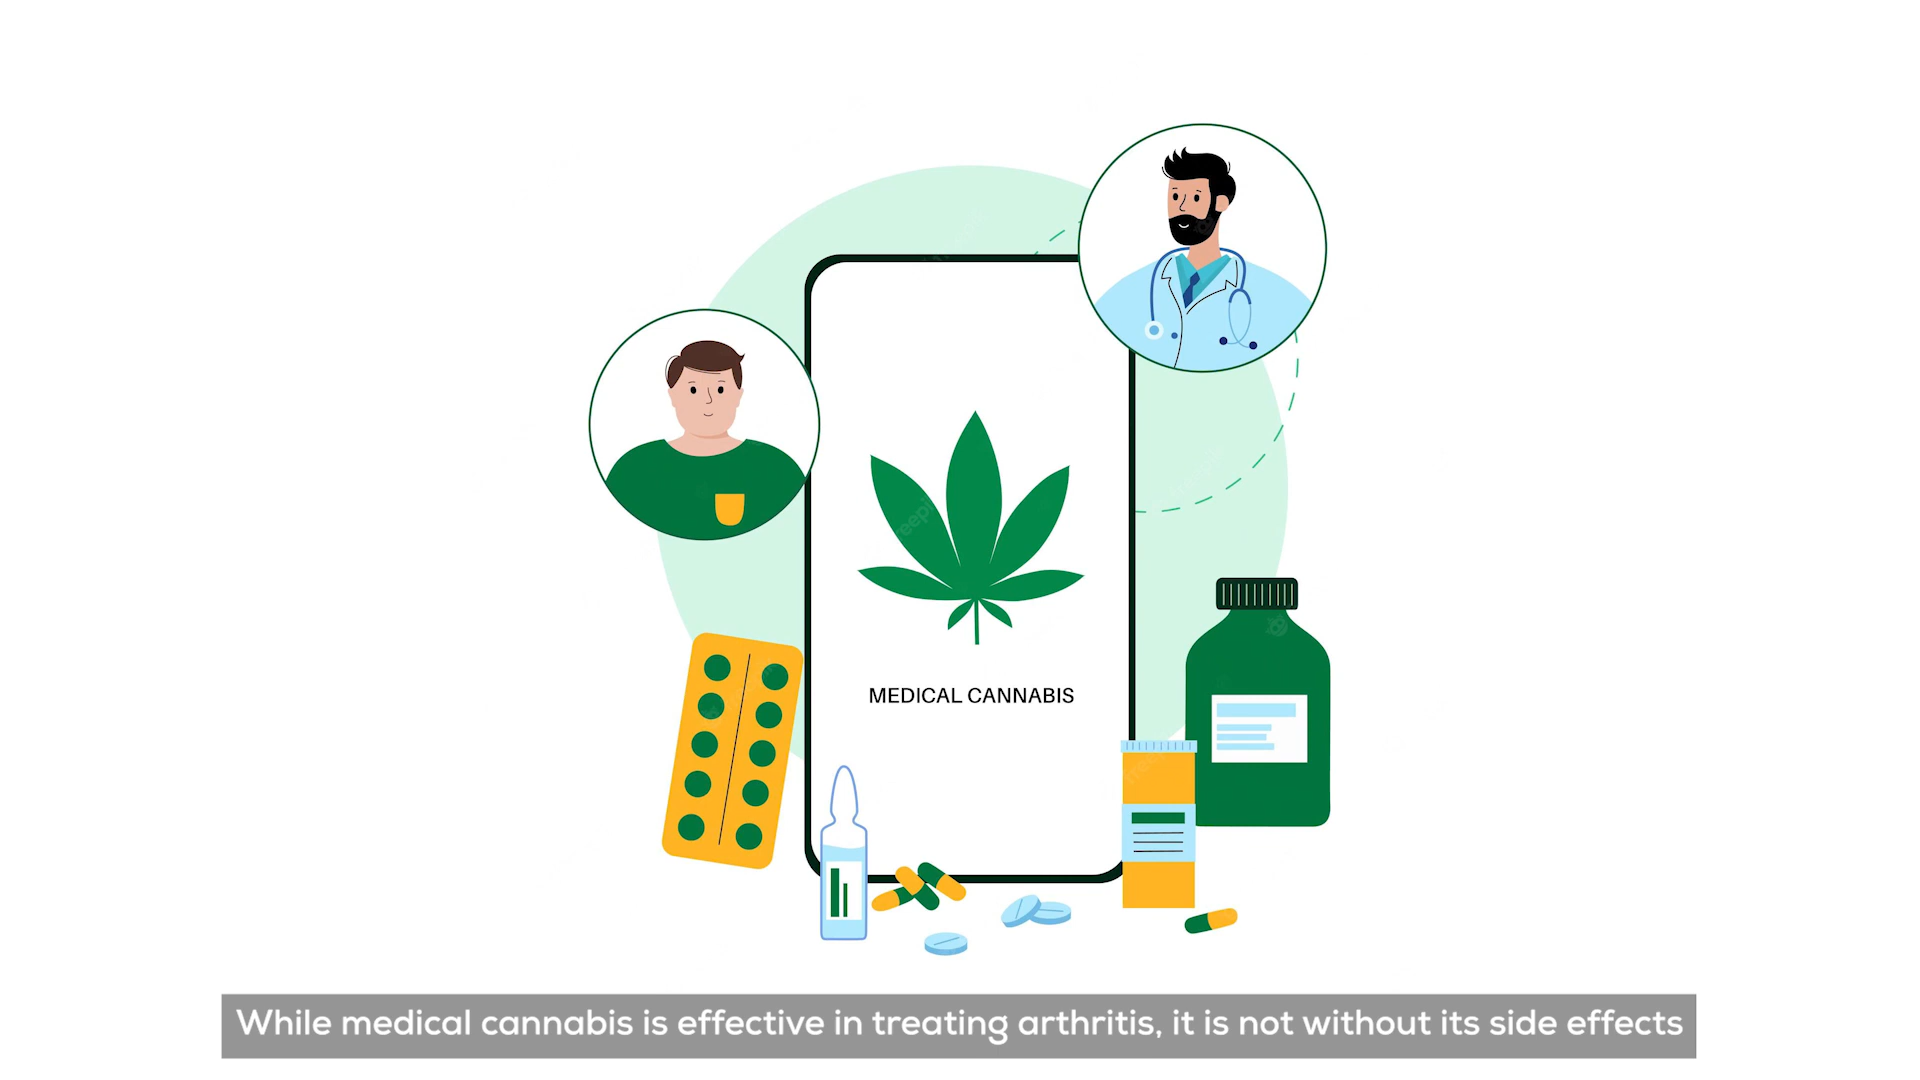 MEDICAL CANNABIS
While medical cannabis is effective in treating arthritis, it is not without its side effects